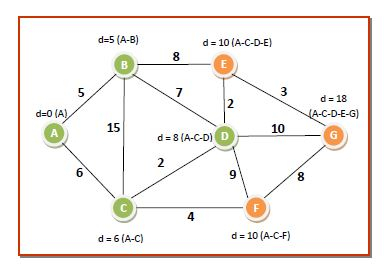 d=5 (A-B)
8
d = 10 (A-C-D-E)
B
E
5
7
3
d=0 (A)
2
d = 18
(A-C-D-E-G)
15
A
d = 8 (A-C-D)
D
10
G
2
6
9
8
C
4
F
d = 6 (A-C)
d = 10 (A-C-F)